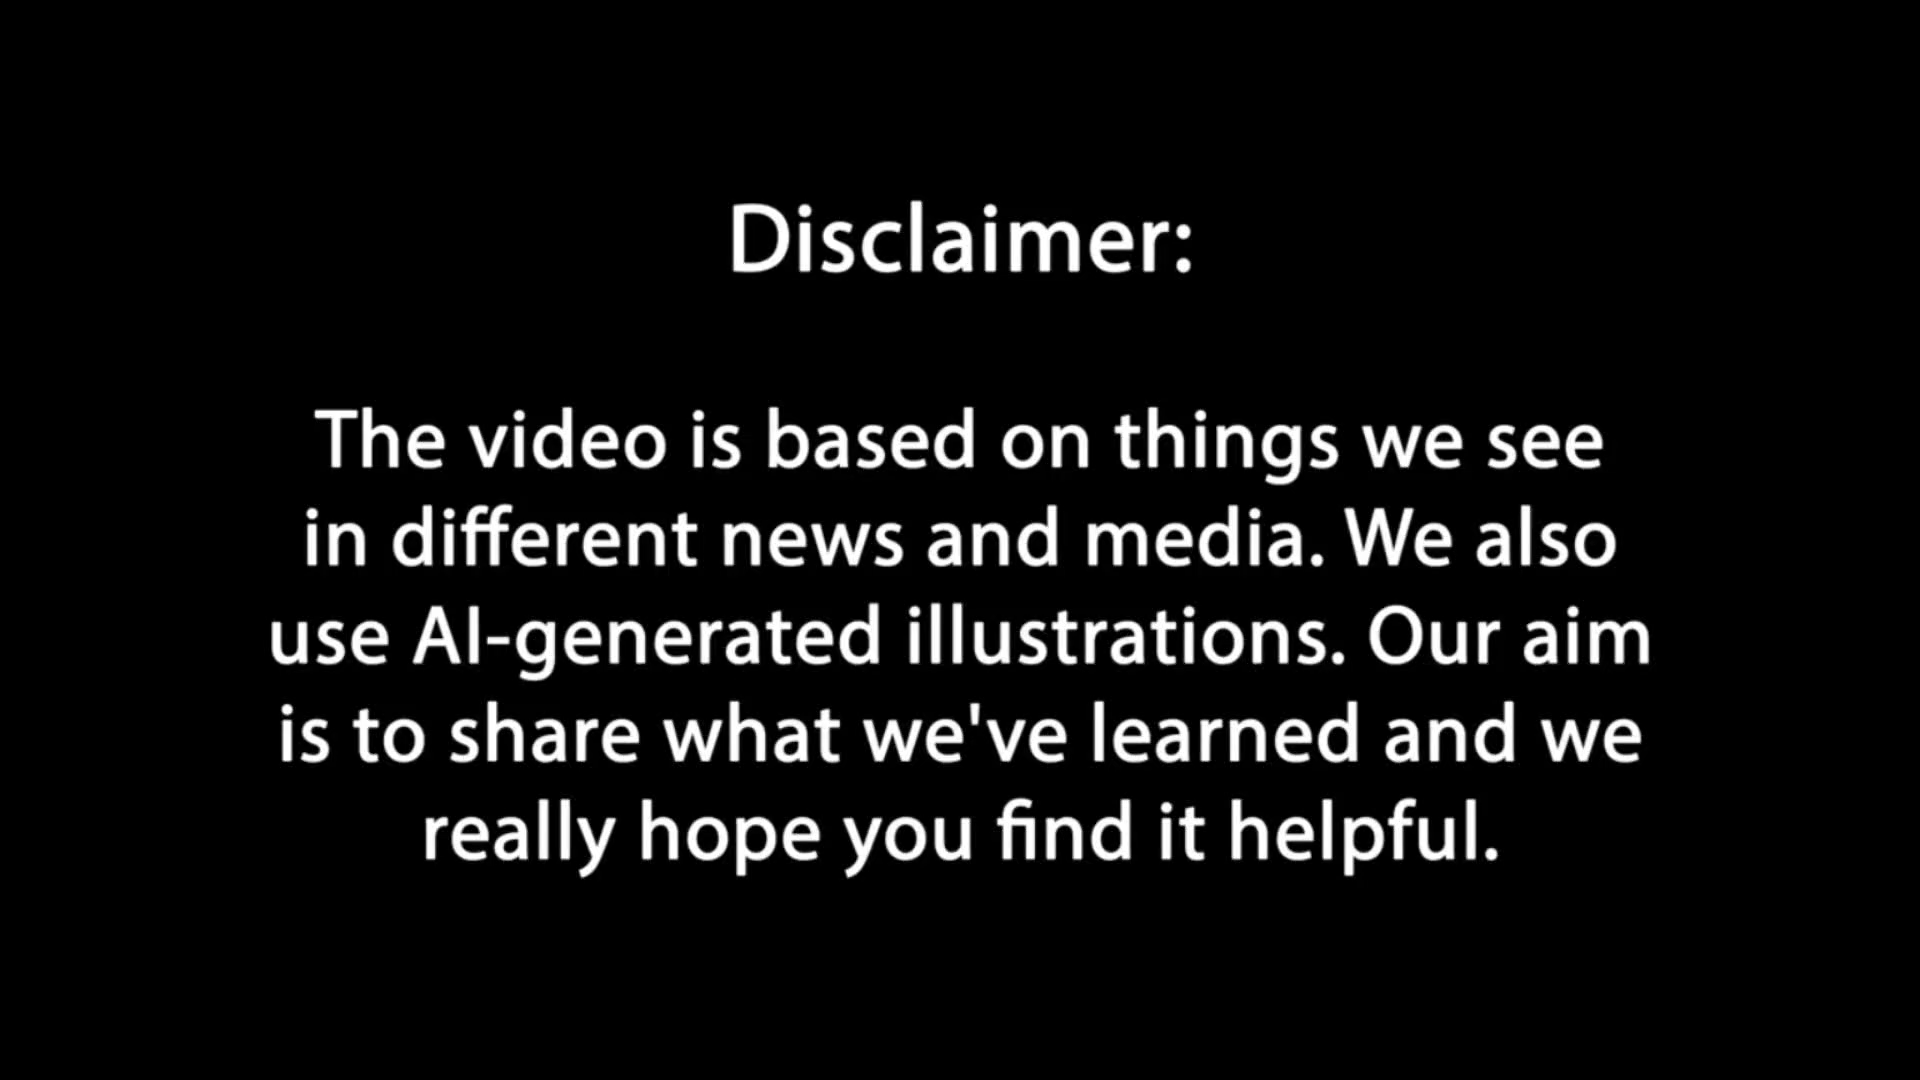 Disclaimer:
The video is based on things we see
in different news and media. We also
use AI-generated illustrations. Our aim
is to share what we've learned and we
really hope you find it helpful.